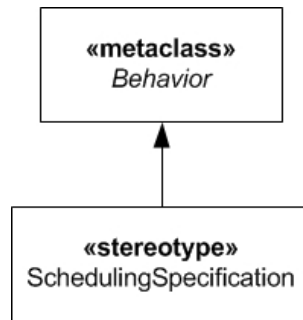 «metaclass»
Behavior
«stereotype»
SchedulingSpecification